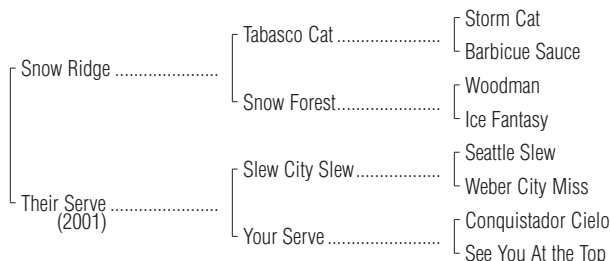 Storm Cat
Tabasco Cat ........................
Barbicue Sauce
Snow Ridge ........................
Woodman
Snow Forest ........................
Ice Fantasy
Seattle Slew
Slew City Slew ........................
Weber City Miss
Their Serve ........................
(2001)
Conquistador Cielo
Your Serve ........................
See You At the Top